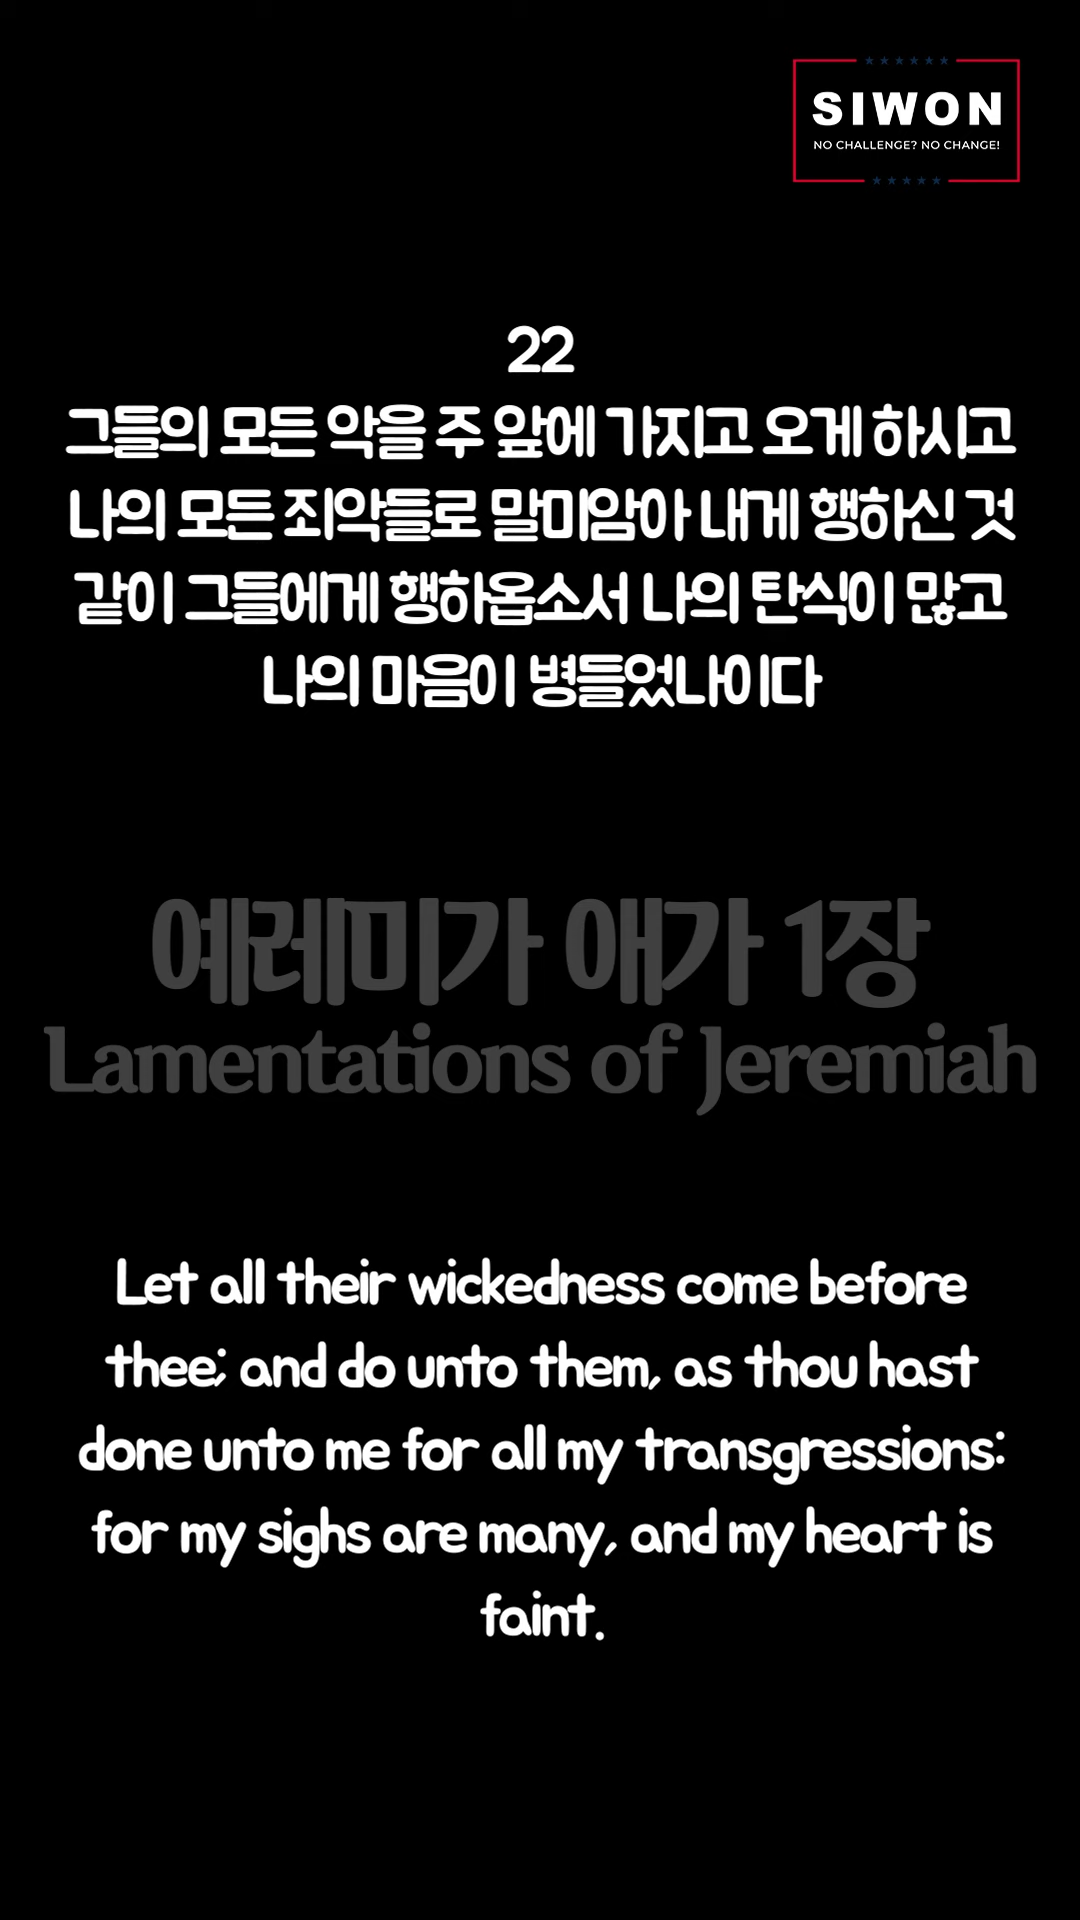 SIWON
NO CHALLENGE? NO CHANGE!
22
그들의 모든 악을 주 앞에 가지고 오게 하시고
나의 모든 죄악들로 말미암아 내게 행하신 것
같이 그들에게 행하옵소서 나의 탄식이 많고
나의 마음이 병들었나이다
예레미가 애가 1장
Lamentations of Jeremiah
Let all their wickedness come before
thee; and do unto them, as thou hast
done unto me for all my transgressions:
for my sighs are many, and my heart is
faint.